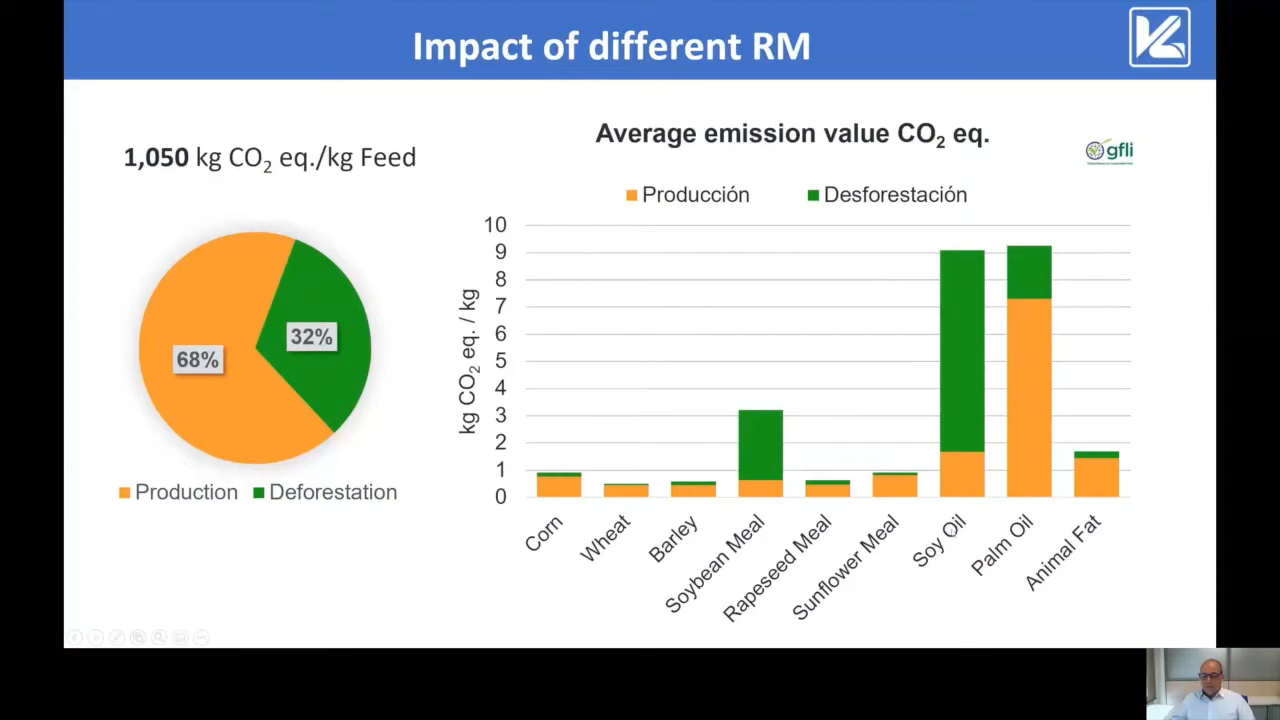 Impact of different RM
1,050 kg CO2 eq./kg Feed
68%
32%
Production
Deforestation
Average emission value CO2 eq.
gfli
Producción
Desforestación
kg CO2 eq. / kg
10
9
8
7
6
5
4
3
2
1
0
Corn
Wheat
Barley
Soybean Meal
Rapeseed Meal
Sunflower Meal
Soy Oil
Palm Oil
Animal Fat